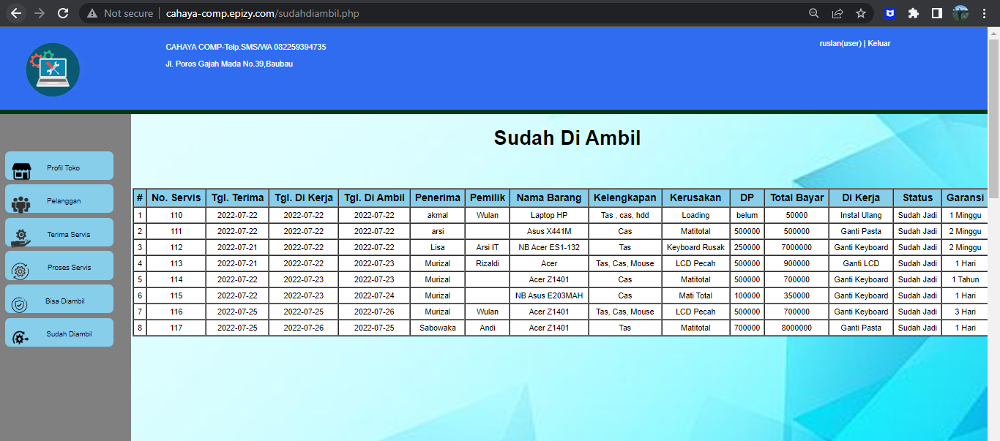 Not secure | cahaya-comp.epizy.com/sudahdiambil.php
CAHAYA COMP-Telp.SMS/WA 082259394735
ruslan(user) | Keluar
Jl. Poros Gajah Mada No.39,Baubau
Profil Toko
Pelanggan
Terima Servis
Proses Servis
Bisa Diambil
Sudah Diambil
Sudah Di Ambil
# No. Servis Tgl. Terima Tgl. Di Kerja Tgl. Di Ambil Penerima Pemilik Nama Barang Kelengkapan Kerusakan DP Total Bayar Di Kerja Status Garansi
1 110 2022-07-22 2022-07-22 2022-07-22 akmal Wulan Laptop HP Tas , cas, hdd Loading belum 50000 Instal Ulang Sudah Jadi 1 Minggu
2 111 2022-07-22 2022-07-22 2022-07-22 arsi Asus X441M Cas Matitotal 500000 500000 Ganti Pasta Sudah Jadi 2 Minggu
3 112 2022-07-21 2022-07-22 2022-07-22 Lisa Arsi IT NB Acer ES1-132 Tas Keyboard Rusak 250000 7000000 Ganti Keyboard Sudah Jadi 2 Minggu
4 113 2022-07-21 2022-07-22 2022-07-23 Murizal Rizaldi Acer Tas, Cas, Mouse LCD Pecah 500000 900000 Ganti LCD Sudah Jadi 1 Hari
5 114 2022-07-22 2022-07-23 2022-07-23 Murizal Acer Z1401 Cas Matitotal 500000 700000 Ganti Keyboard Sudah Jadi 1 Tahun
6 115 2022-07-22 2022-07-23 2022-07-24 Murizal NB Asus E203MAH Cas Mati Total 100000 350000 Ganti Keyboard Sudah Jadi 1 Hari
7 116 2022-07-25 2022-07-25 2022-07-26 Murizal Wulan Acer Z1401 Tas, Cas, Mouse LCD Pecah 500000 700000 Ganti Keyboard Sudah Jadi 3 Hari
8 117 2022-07-25 2022-07-26 2022-07-25 Sabowaka Andi Acer Z1401 Tas Matitotal 700000 8000000 Ganti Pasta Sudah Jadi 1 Hari